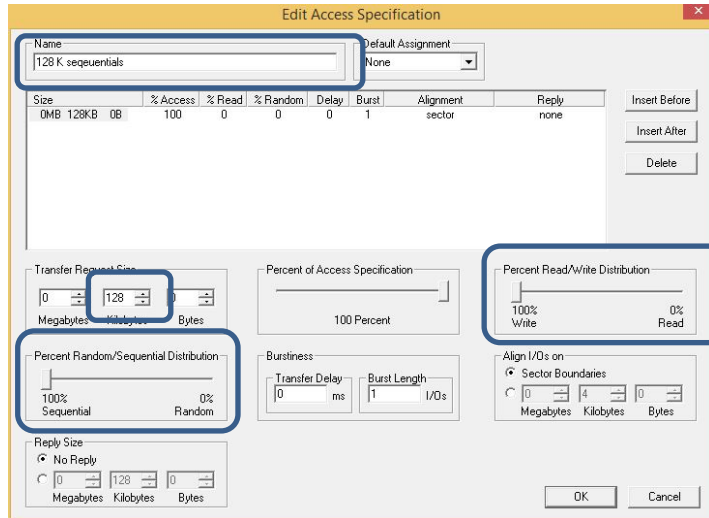 Edit Access Specification
Name
128 K seqeuentials
Default Assignment
None
Size % Access % Read % Random Delay Burst Alignment Reply
0MB 128KB 0B 100 0 0 0 1 sector none
Insert Before
Insert After
Delete
Transfer Request Size
0 128 0
Megabytes Kilobytes Bytes
Percent of Access Specification
100 Percent
Percent Read/Write Distribution
100% 0%
Write Read
Percent Random/Sequential Distribution
100% 0%
Sequential Random
Burstiness
Transfer Delay
0 ms
Burst Length
1 I/Os
Align I/Os on
Sector Boundaries
0 4 0
Megabytes Kilobytes Bytes
Reply Size
No Reply
0 128 0
Megabytes Kilobytes Bytes
OK Cancel